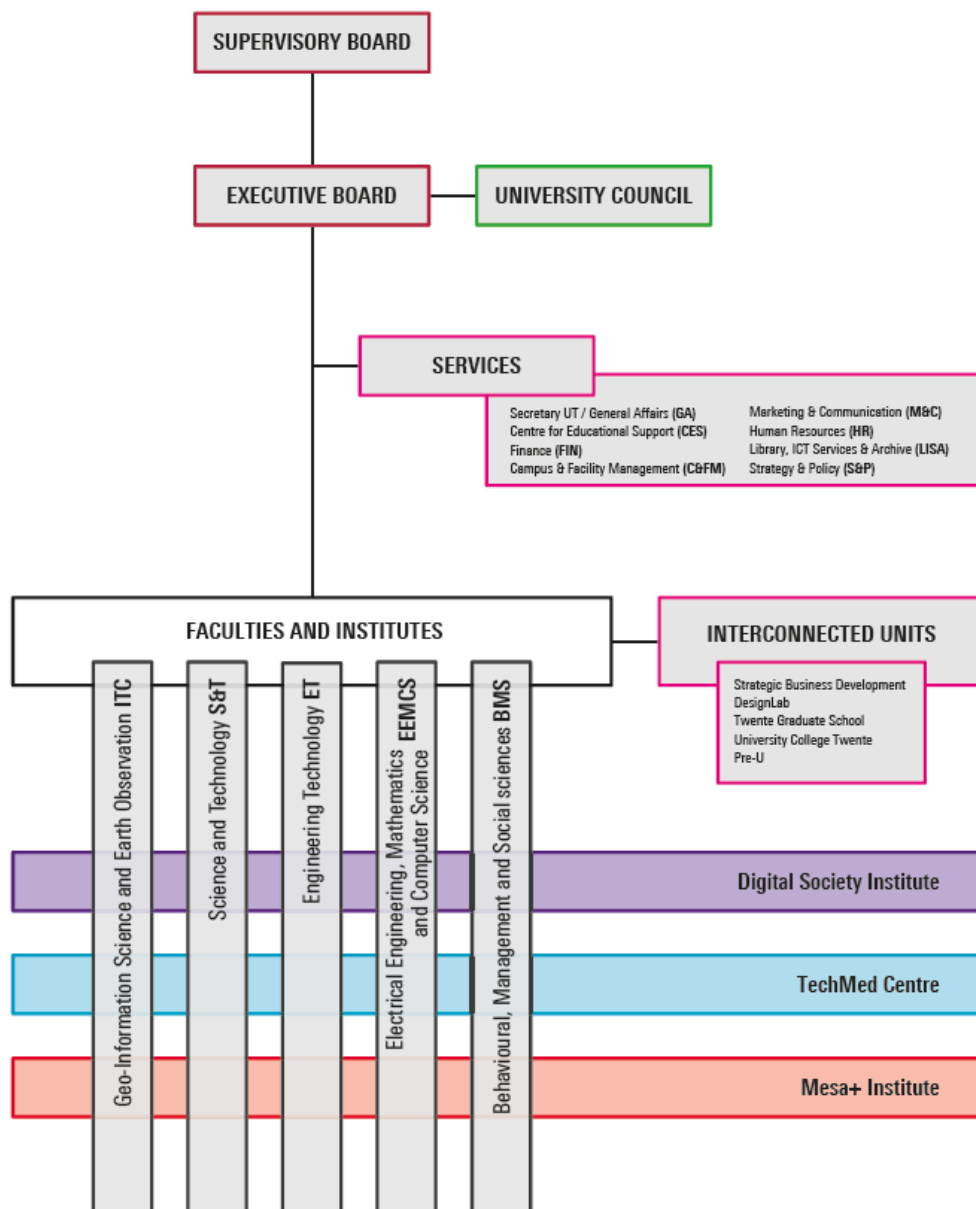 SUPERVISORY BOARD
EXECUTIVE BOARD
UNIVERSITY COUNCIL
SERVICES
Secretary UT / General Affairs (GA)
Centre for Educational Support (CES)
Finance (FIN)
Campus & Facility Management (C&FM)
Marketing & Communication (M&C)
Human Resources (HR)
Library, ICT Services & Archive (LISA)
Strategy & Policy (S&P)
FACULTIES AND INSTITUTES
INTERCONNECTED UNITS
Strategic Business Development
DesignLab
Twente Graduate School
University College Twente
Pre-U
Geo-Information Science and Earth Observation ITC
Science and Technology S&T
Engineering Technology ET
Electrical Engineering, Mathematics EEMCS
and Computer Science
Behavioural, Management and Social sciences BMS
Digital Society Institute
TechMed Centre
Mesa+ Institute